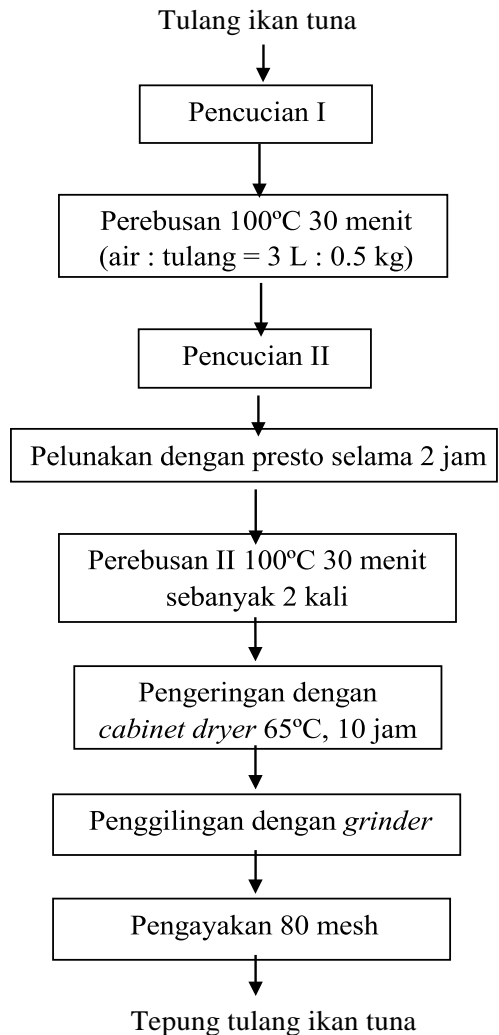 Tulang ikan tuna
Pencucian I
Perebusan 100ºC 30 menit
(air : tulang = 3 L : 0.5 kg)
Pencucian II
Pelunakan dengan presto selama 2 jam
Perebusan II 100ºC 30 menit
sebanyak 2 kali
Pengeringan dengan
cabinet dryer 65ºC, 10 jam
Penggilingan dengan grinder
Pengayakan 80 mesh
Tepung tulang ikan tuna